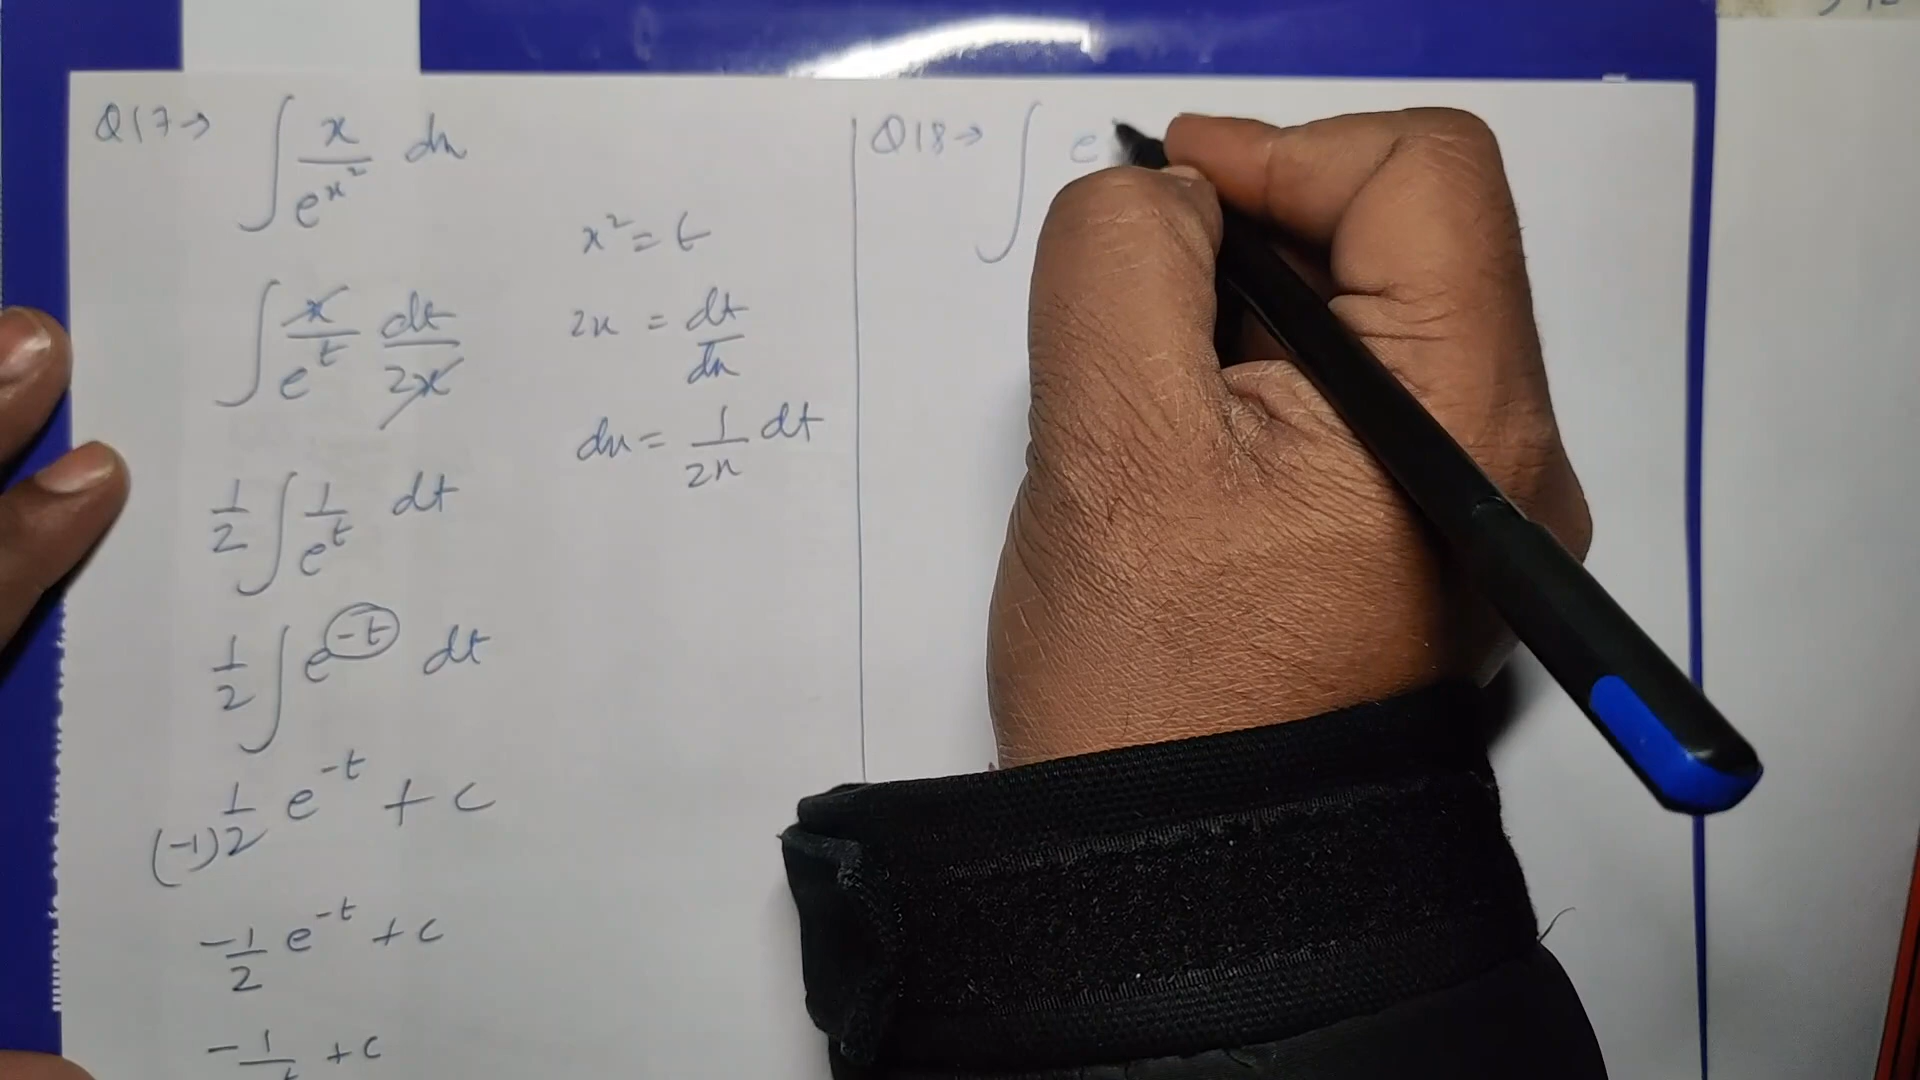 Q17→ ∫ x/e^x² dx
x² = t
∫ x/e^t dt/2x
2x = dt/dx
dx = 1/2x dt
1/2 ∫ 1/e^t dt
1/2 ∫ e^-t dt
(-1) 1/2 e^-t + c
-1/2 e^-t + c
Q18→ ∫ e